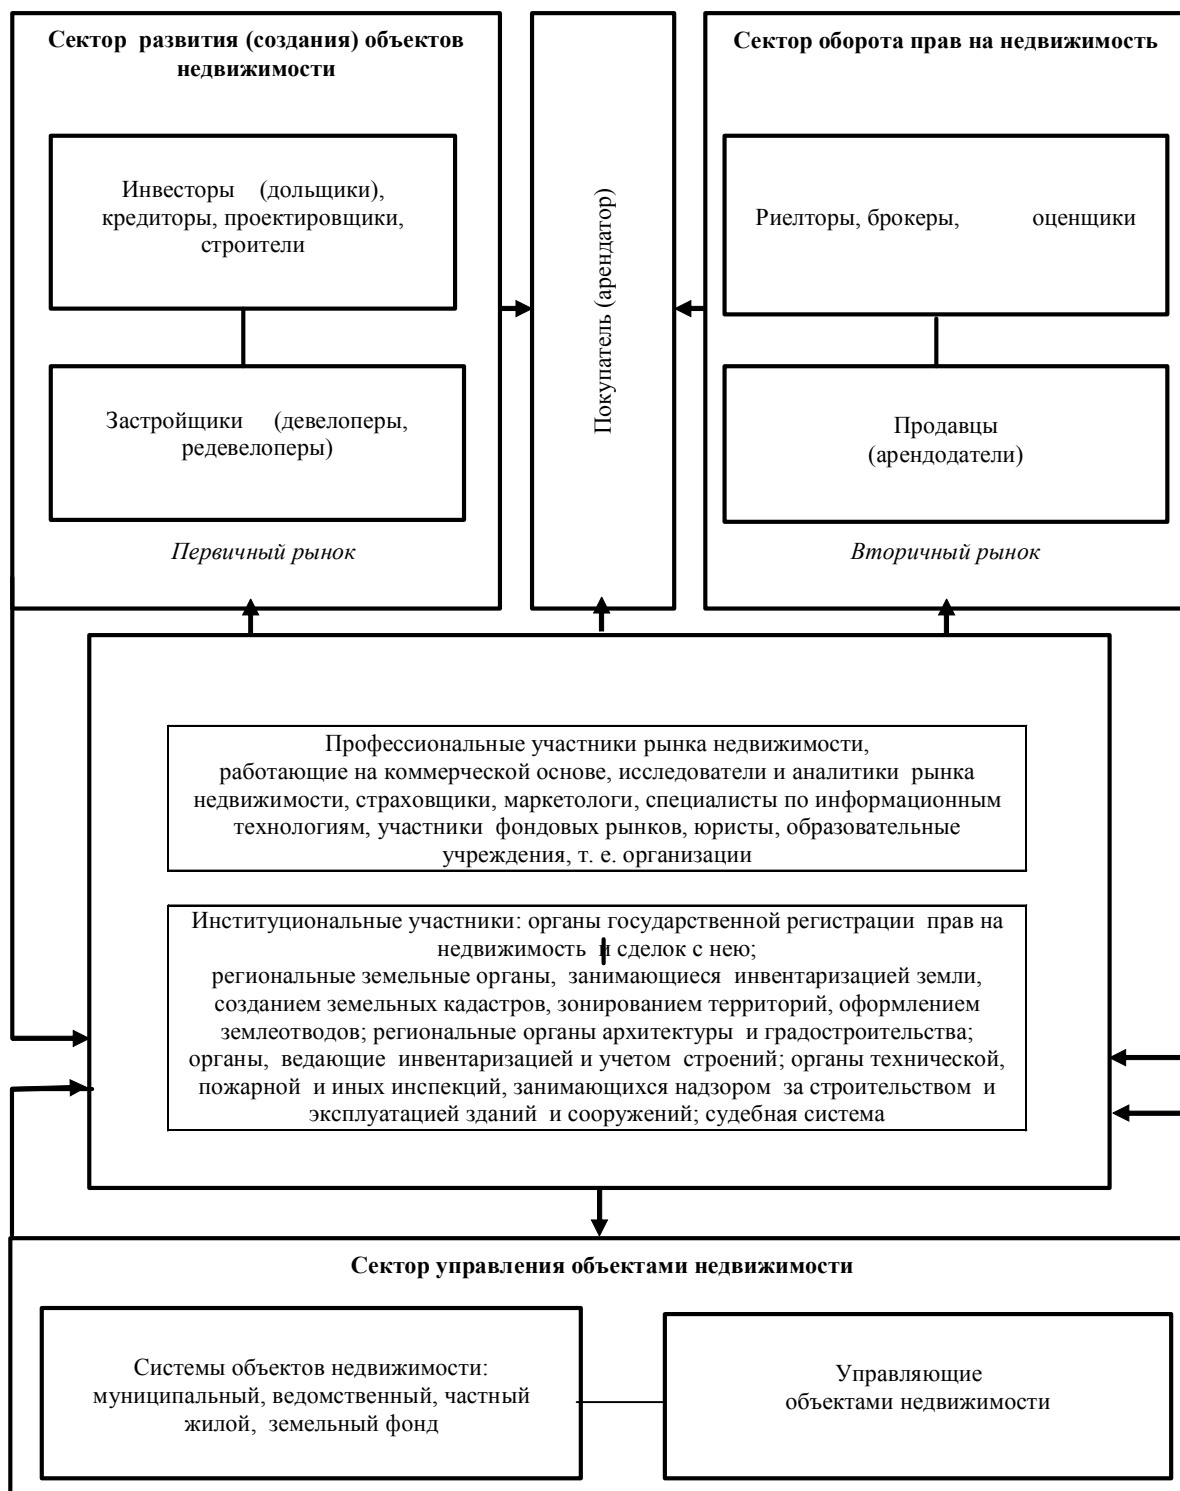 Сектор развития (создания) объектов
недвижимости
Инвесторы (дольщики),
кредиторы, проектировщики,
строители
Застройщики (девелоперы,
редевелоперы)
Первичный рынок
Покупатель (арендатор)
Сектор оборота прав на недвижимость
Риелторы, брокеры, оценщики
Продавцы
(арендодатели)
Вторичный рынок
Профессиональные участники рынка недвижимости,
работающие на коммерческой основе, исследователи и аналитики рынка
недвижимости, страховщики, маркетологи, специалисты по информационным
технологиям, участники фондовых рынков, юристы, образовательные
учреждения, т. е. организации
Институциональные участники: органы государственной регистрации прав на
недвижимость и сделок с нею;
региональные земельные органы, занимающиеся инвентаризацией земли,
созданием земельных кадастров, зонированием территорий, оформлением
землеотводов; региональные органы архитектуры и градостроительства;
органы, ведающие инвентаризацией и учетом строений; органы технической,
пожарной и иных инспекций, занимающихся надзором за строительством и
эксплуатацией зданий и сооружений; судебная система
Сектор управления объектами недвижимости
Системы объектов недвижимости:
муниципальный, ведомственный, частный
жилой, земельный фонд
Управляющие
объектами недвижимости